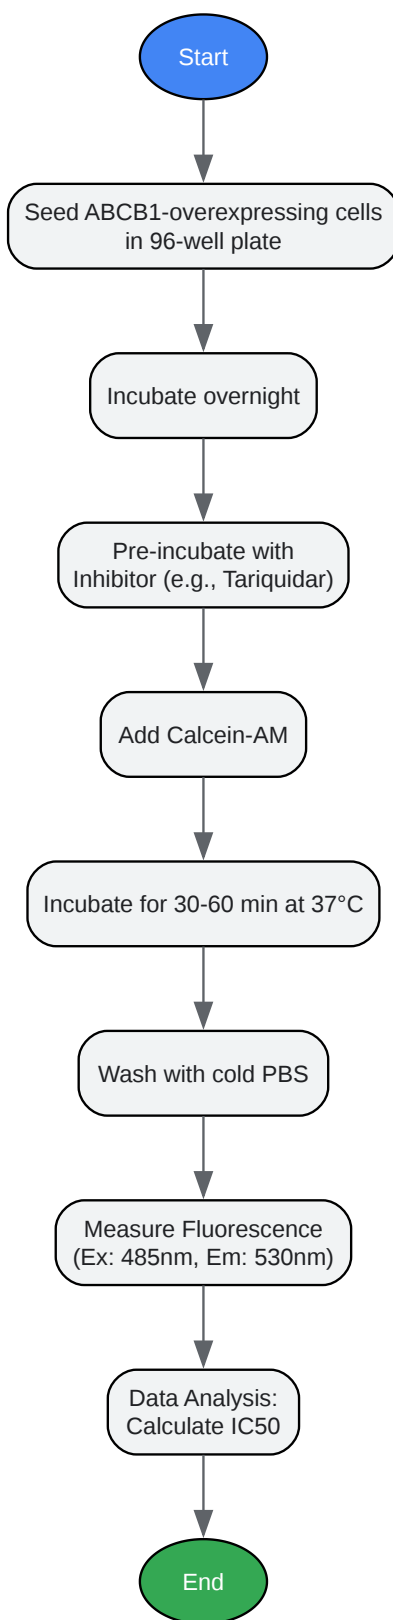 Start
Seed ABCB1-overexpressing cells
in 96-well plate
Incubate overnight
Pre-incubate with
Inhibitor (e.g., Tariquidar)
Add Calcein-AM
Incubate for 30-60 min at 37°C
Wash with cold PBS
Measure Fluorescence
(Ex: 485nm, Em: 530nm)
Data Analysis:
Calculate IC50
End